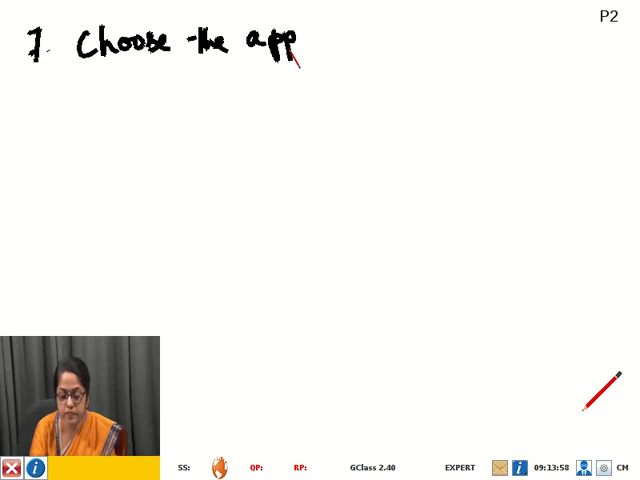 P2
7. Choose the app
SS:
QP:
RP:
GClass 2.40
EXPERT
09:13:58
CM